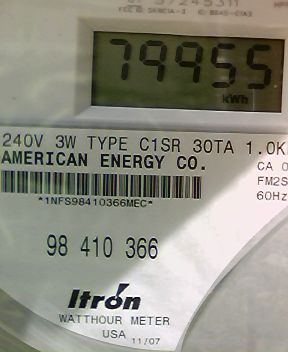 79955
kWh
240V 3W TYPE C1SR 30TA 1.0K
AMERICAN ENERGY CO.
CA 0
FM2S
60Hz
*1NFS98410366MEC*
98 410 366
Itron
WATTHOUR METER
USA 11/07